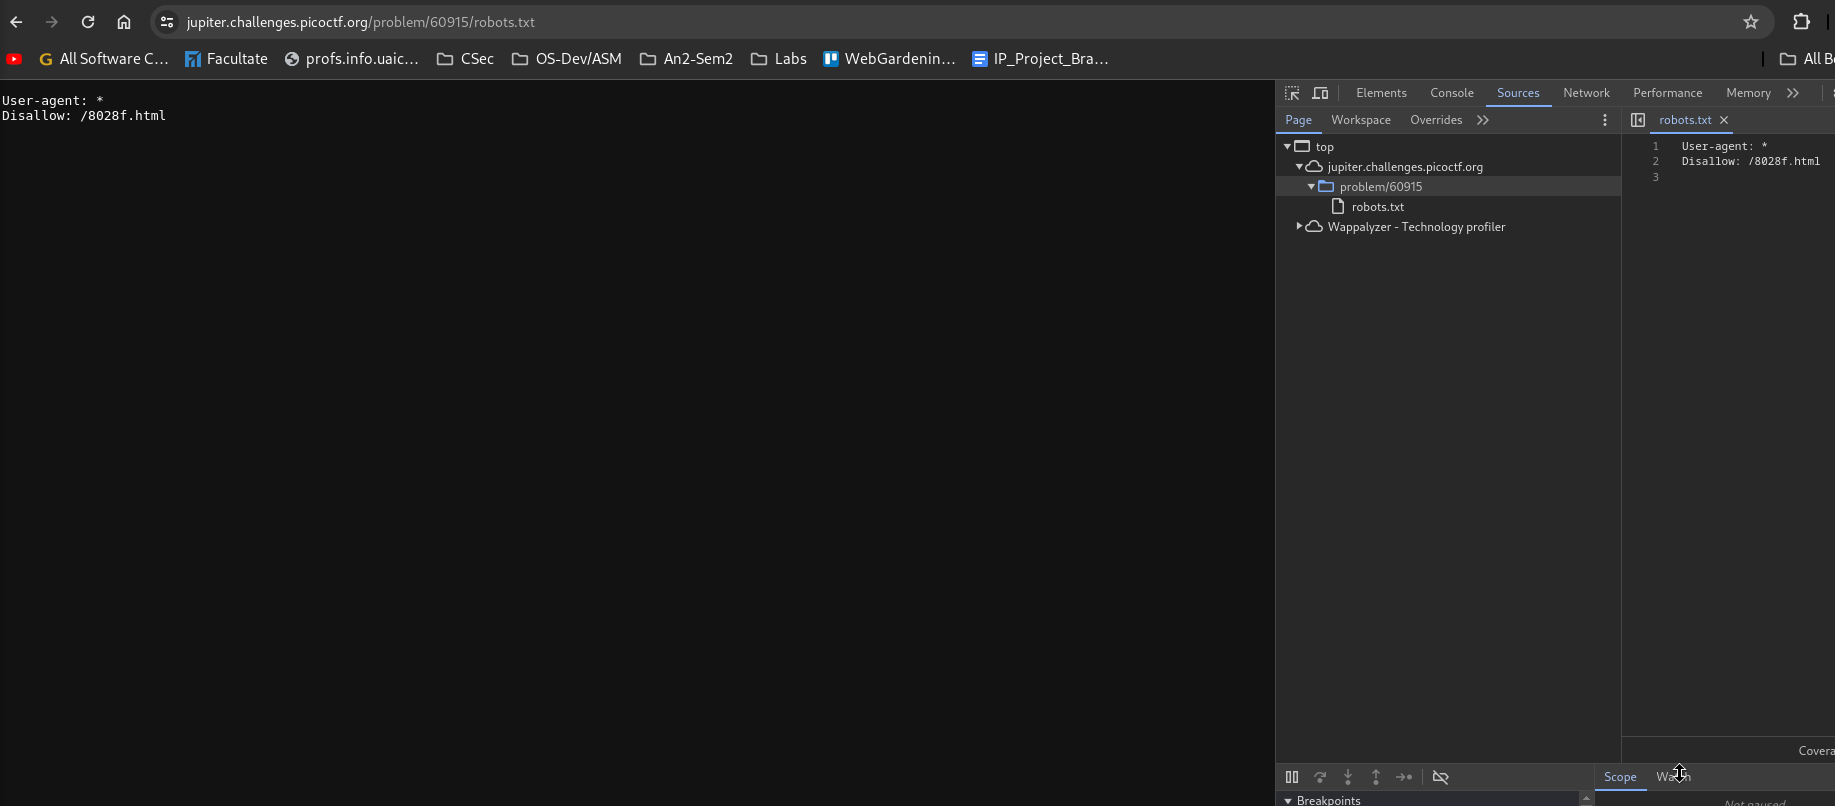 jupiter.challenges.picoctf.org/problem/60915/robots.txt
All Software C... Facultate profs.info.uaic... CSec OS-Dev/ASM An2-Sem2 Labs WebGardenin... IP_Project_Bra... All B
User-agent: *
Disallow: /8028f.html
Elements Console Sources Network Performance Memory
Page Workspace Overrides
robots.txt
top
jupiter.challenges.picoctf.org
problem/60915
robots.txt
Wappalyzer - Technology profiler
1 User-agent: *
2 Disallow: /8028f.html
3
Covera
Scope
Breakpoints
Not paused